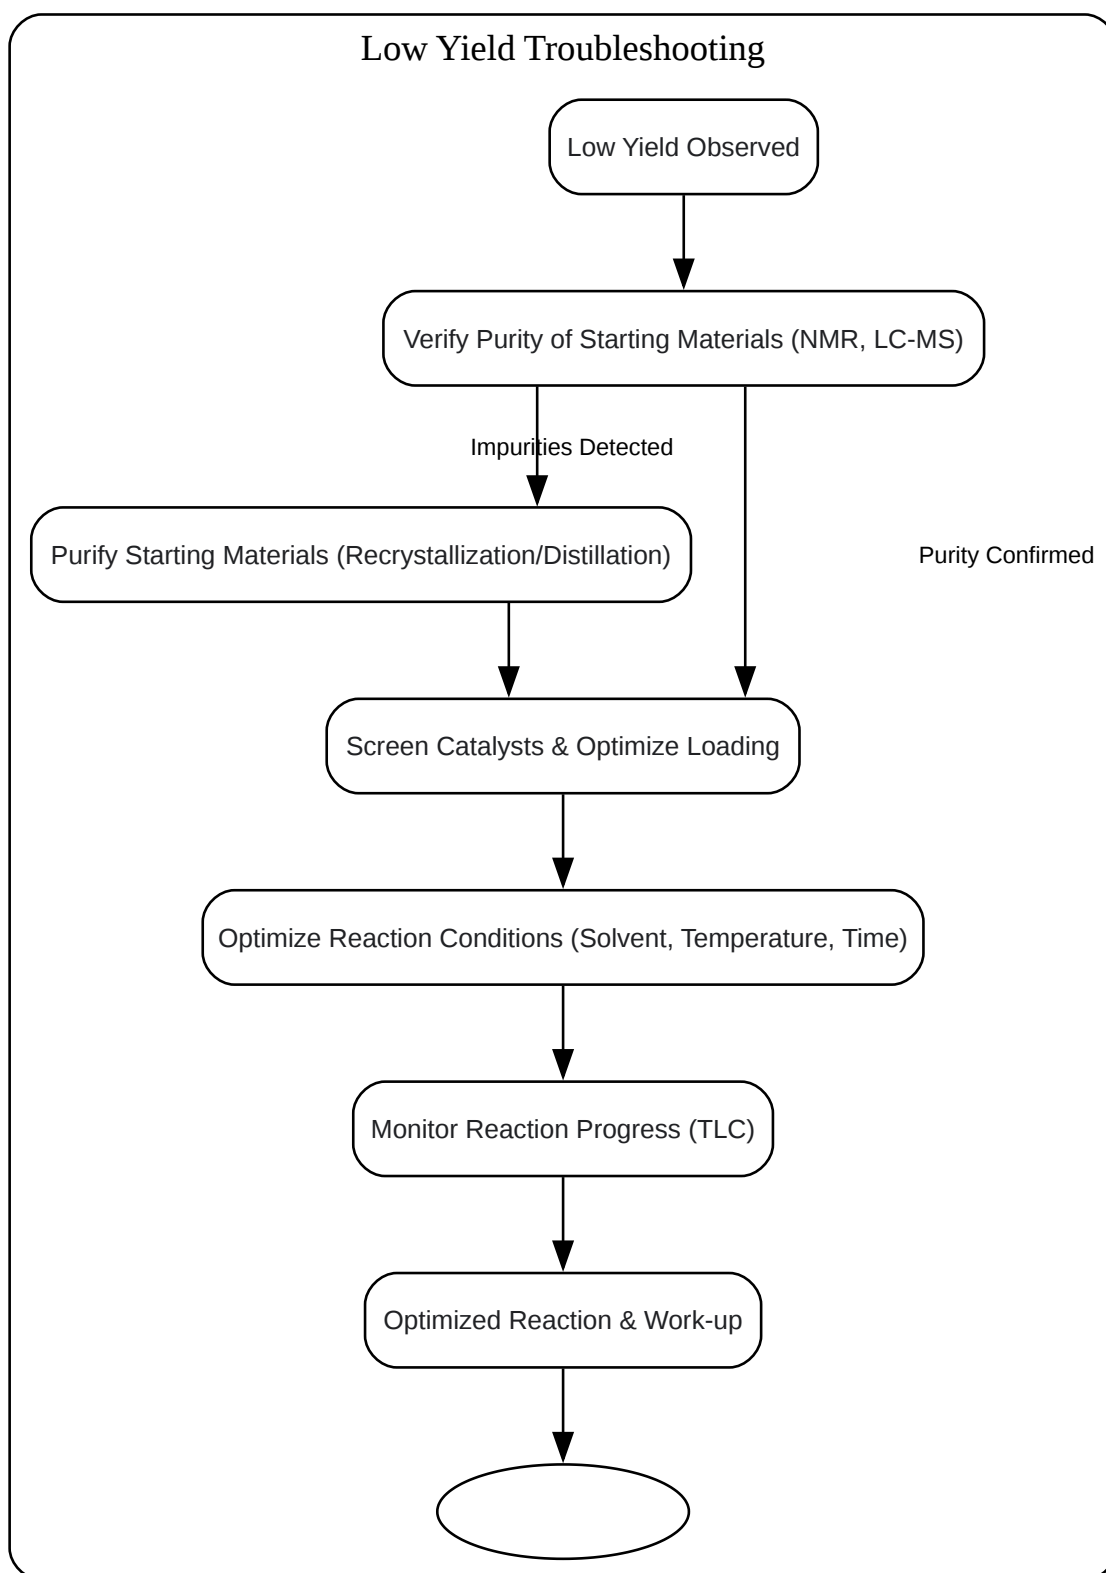 Low Yield Troubleshooting
Low Yield Observed
Verify Purity of Starting Materials (NMR, LC-MS)
Impurities Detected
Purify Starting Materials (Recrystallization/Distillation)
Purity Confirmed
Screen Catalysts & Optimize Loading
Optimize Reaction Conditions (Solvent, Temperature, Time)
Monitor Reaction Progress (TLC)
Optimized Reaction & Work-up